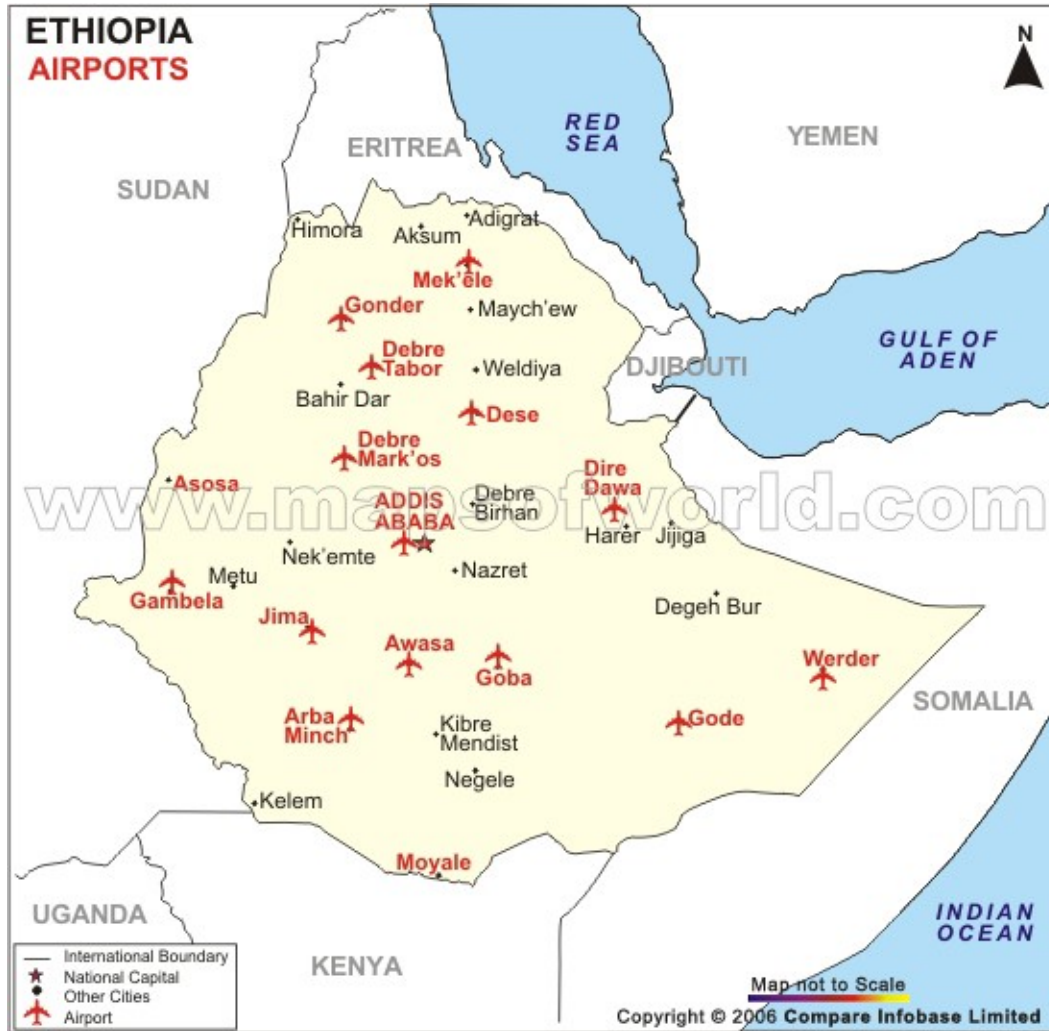 ETHIOPIA
AIRPORTS
N
RED
SEA
YEMEN
ERITREA
SUDAN
Himora
Aksum
Adigrat
Mek'ēle
Gonder
Maych'ew
Debre
Tabor
Weldiya
DJIBOUTI
GULF OF
ADEN
Bahir Dar
Dese
Debre
Mark'os
Asosa
Dire
Dawa
www.mapsofworld.com
ADDIS
ABABA
Debre
Birhan
Harer
Jijiga
Nek'emte
Nazret
Metu
Gambela
Degeh Bur
Jima
Awasa
Goba
Werder
SOMALIA
Arba
Minch
Kibre
Mendist
Gode
Negele
Kelem
Moyale
UGANDA
KENYA
INDIAN
OCEAN
International Boundary
National Capital
Other Cities
Airport
Map not to Scale
Copyright © 2006 Compare Infobase Limited